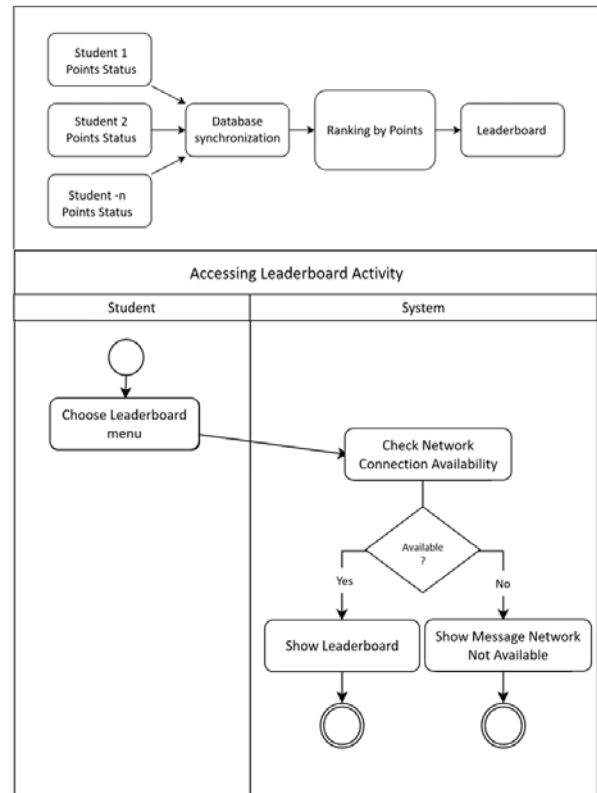 Student 1
Points Status
Student 2
Points Status
Student -n
Points Status
Database
synchronization
Ranking by Points
Leaderboard
Accessing Leaderboard Activity
Student
System
Choose Leaderboard
menu
Check Network
Connection Availability
Available
?
Yes
No
Show Leaderboard
Show Message Network
Not Available